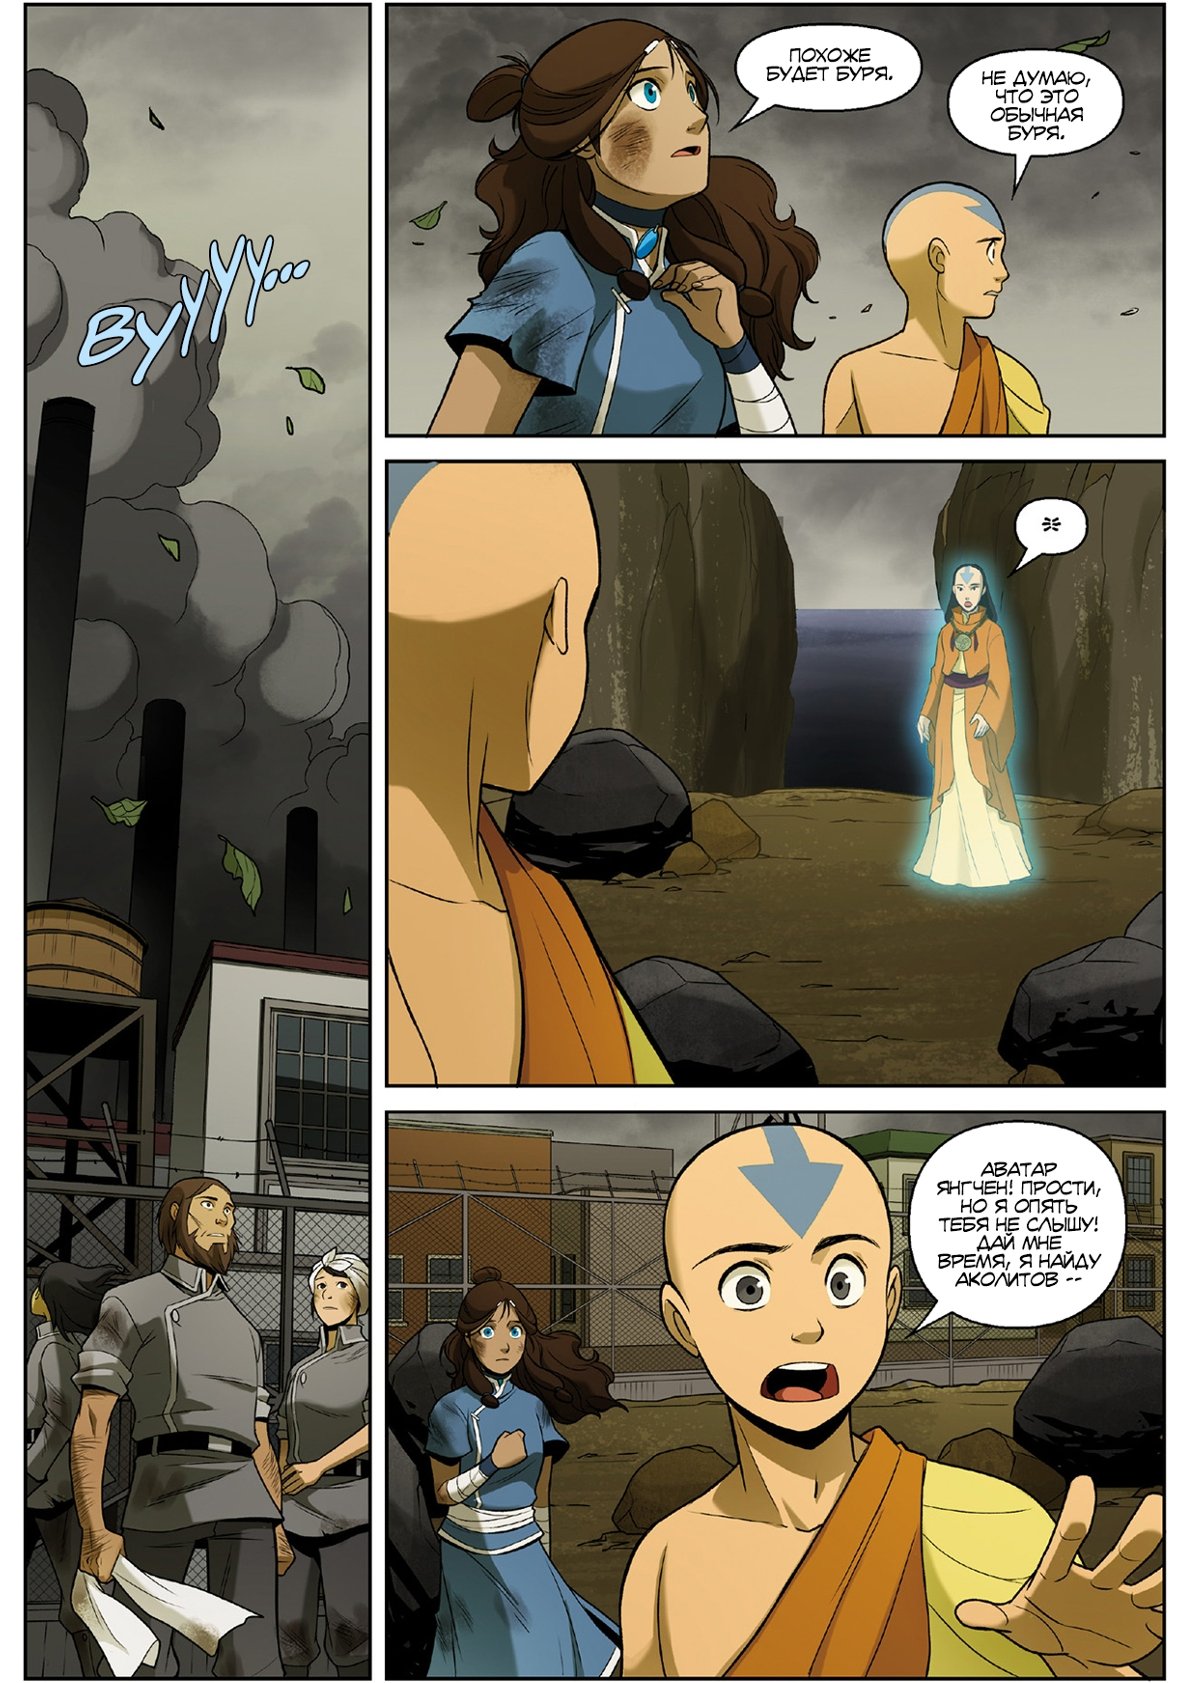 ВУУУУУ...
ПОХОЖЕ
БУДЕТ БУРЯ.
НЕ ДУМАЮ,
ЧТО ЭТО
ОБЫЧНАЯ
БУРЯ.
АВАТАР
ЯНГЧЕН! ПРОСТИ,
НО Я ОПЯТЬ
ТЕБЯ НЕ СЛЫШУ!
ДАЙ МНЕ
ВРЕМЯ, Я НАЙДУ
АКОЛИТОВ --